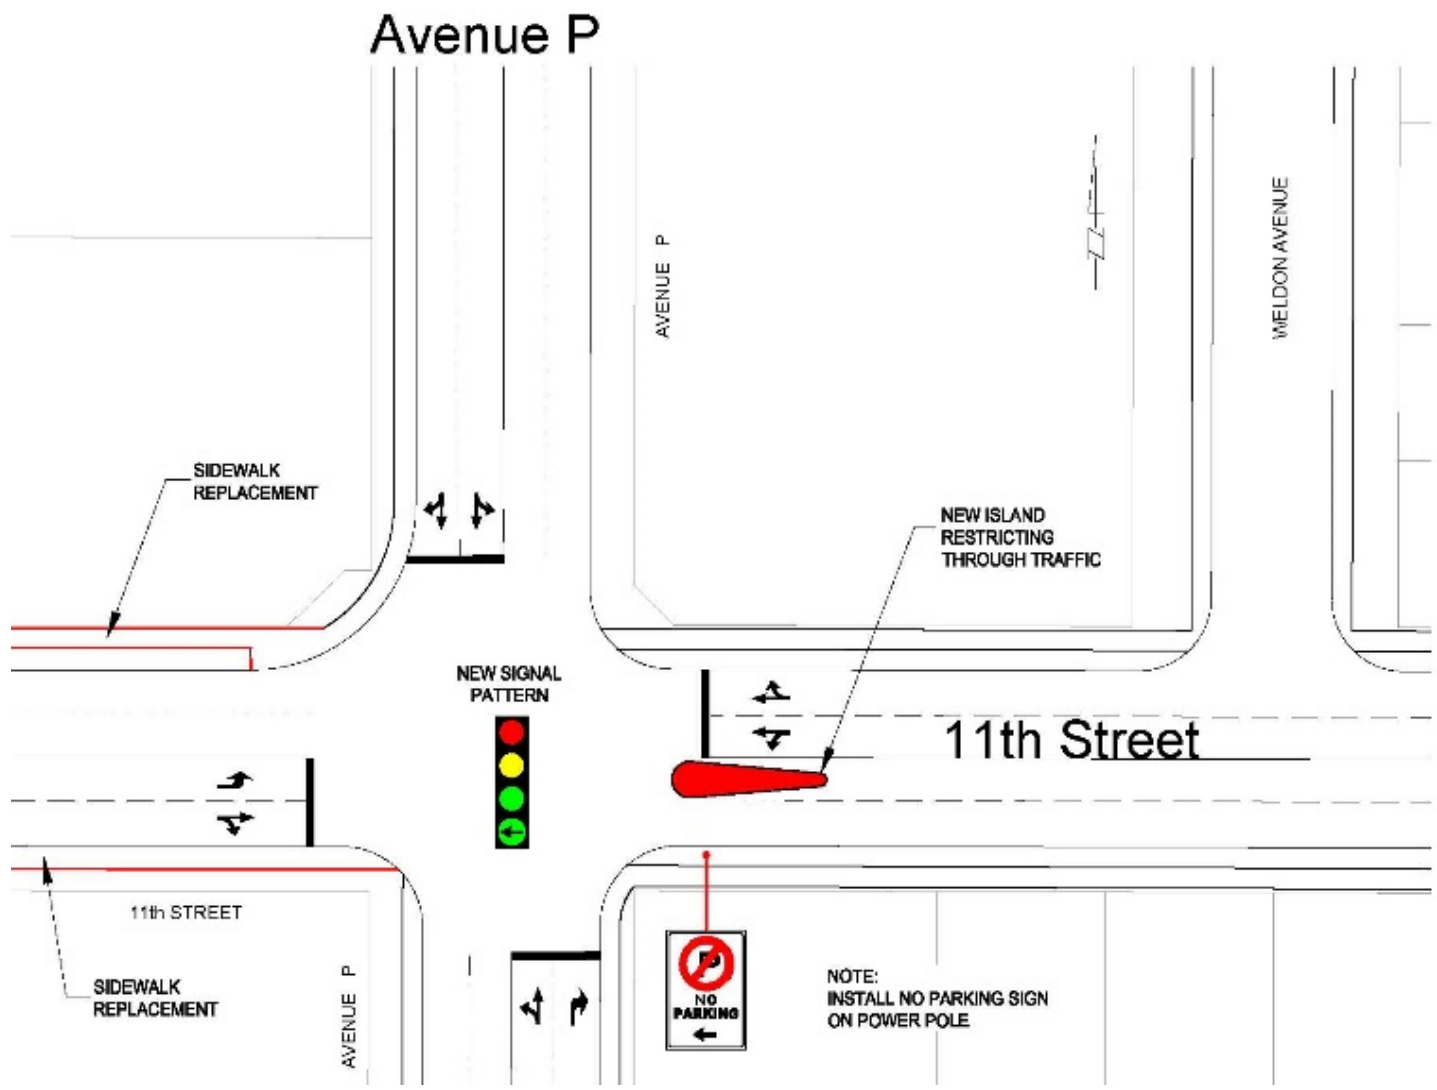 Avenue P
AVENUE P
WELDON AVENUE
SIDEWALK
REPLACEMENT
NEW ISLAND
RESTRICTING
THROUGH TRAFFIC
NEW SIGNAL
PATTERN
11th Street
11th STREET
SIDEWALK
REPLACEMENT
AVENUE P
P
NO
PARKING
NOTE:
INSTALL NO PARKING SIGN
ON POWER POLE